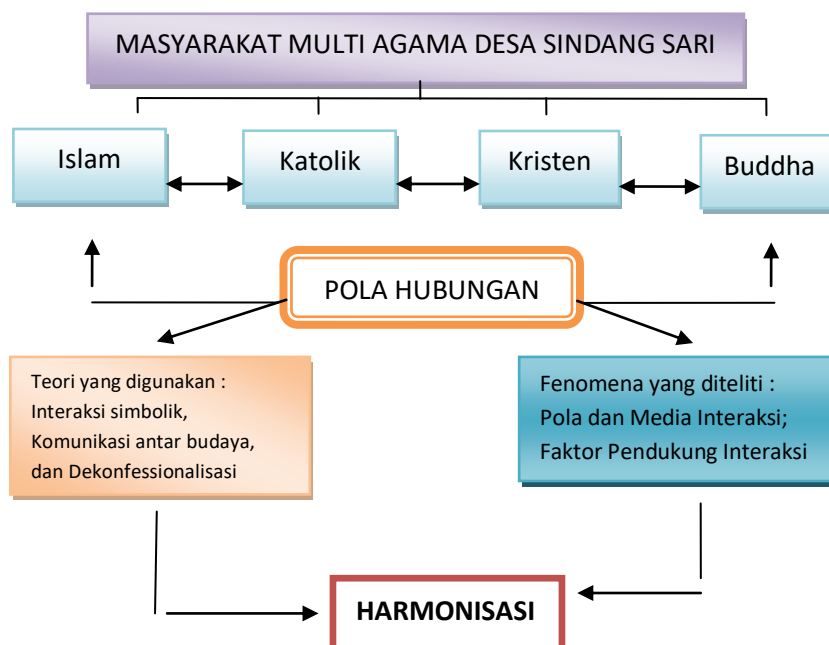 MASYARAKAT MULTI AGAMA DESA SINDANG SARI
Islam
Katolik
Kristen
Buddha
POLA HUBUNGAN
Teori yang digunakan :
Interaksi simbolik,
Komunikasi antar budaya,
dan Dekonfessionalisasi
Fenomena yang diteliti :
Pola dan Media Interaksi;
Faktor Pendukung Interaksi
HARMONISASI